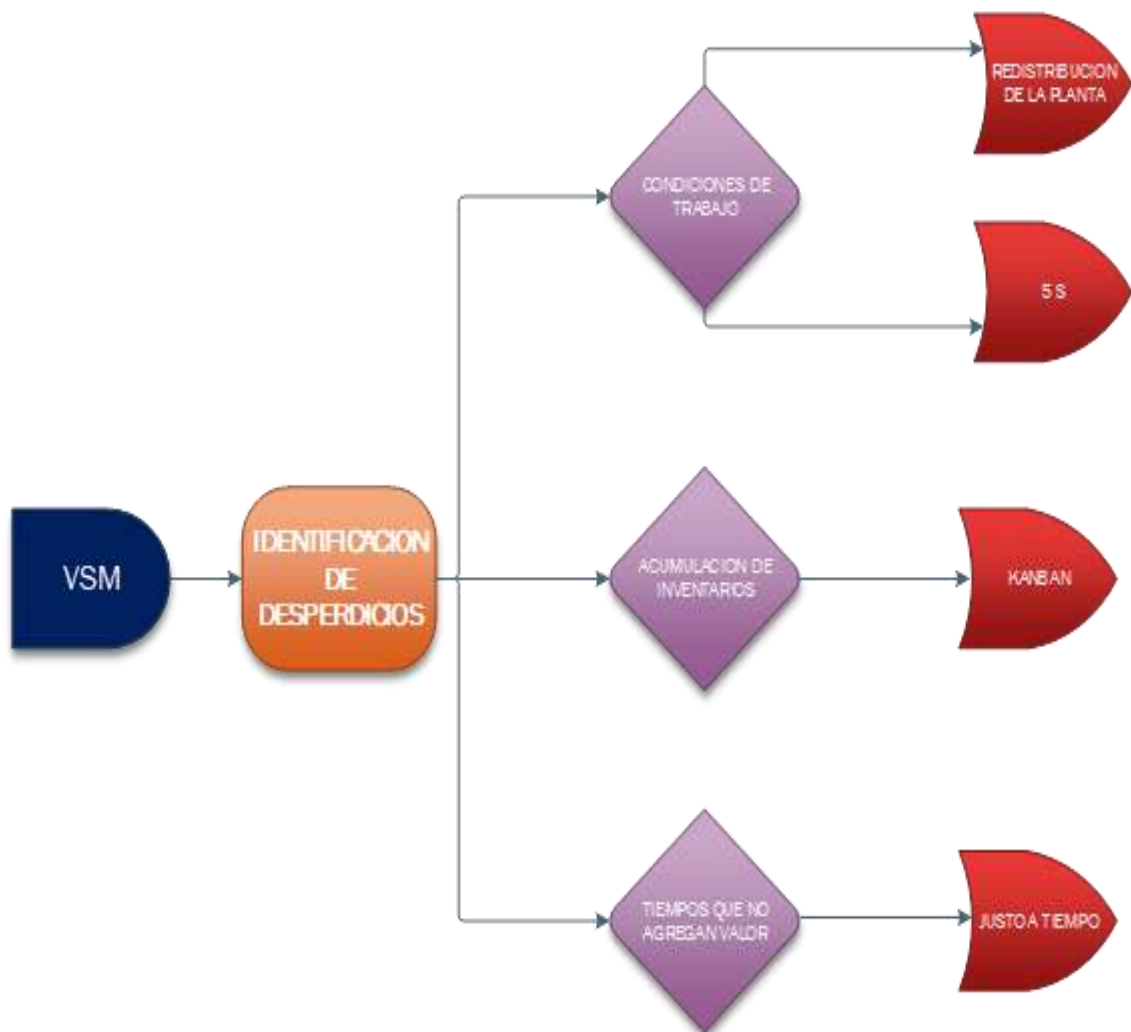 REDISTRIBUCION
DE LA PLANTA
CONDICIONES DE
TRABAJO
5 S
VSM
IDENTIFICACION
DE
DESPERDICIOS
ACUMULACION DE
INVENTARIOS
KANBAN
TIEMPOS QUE NO
AGREGAN VALOR
JUSTO A TIEMPO